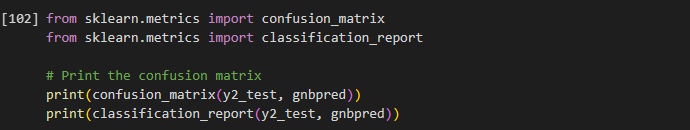 [102] from sklearn.metrics import confusion_matrix
from sklearn.metrics import classification_report
# Print the confusion matrix
print(confusion_matrix(y2_test, gnbpred))
print(classification_report(y2_test, gnbpred))